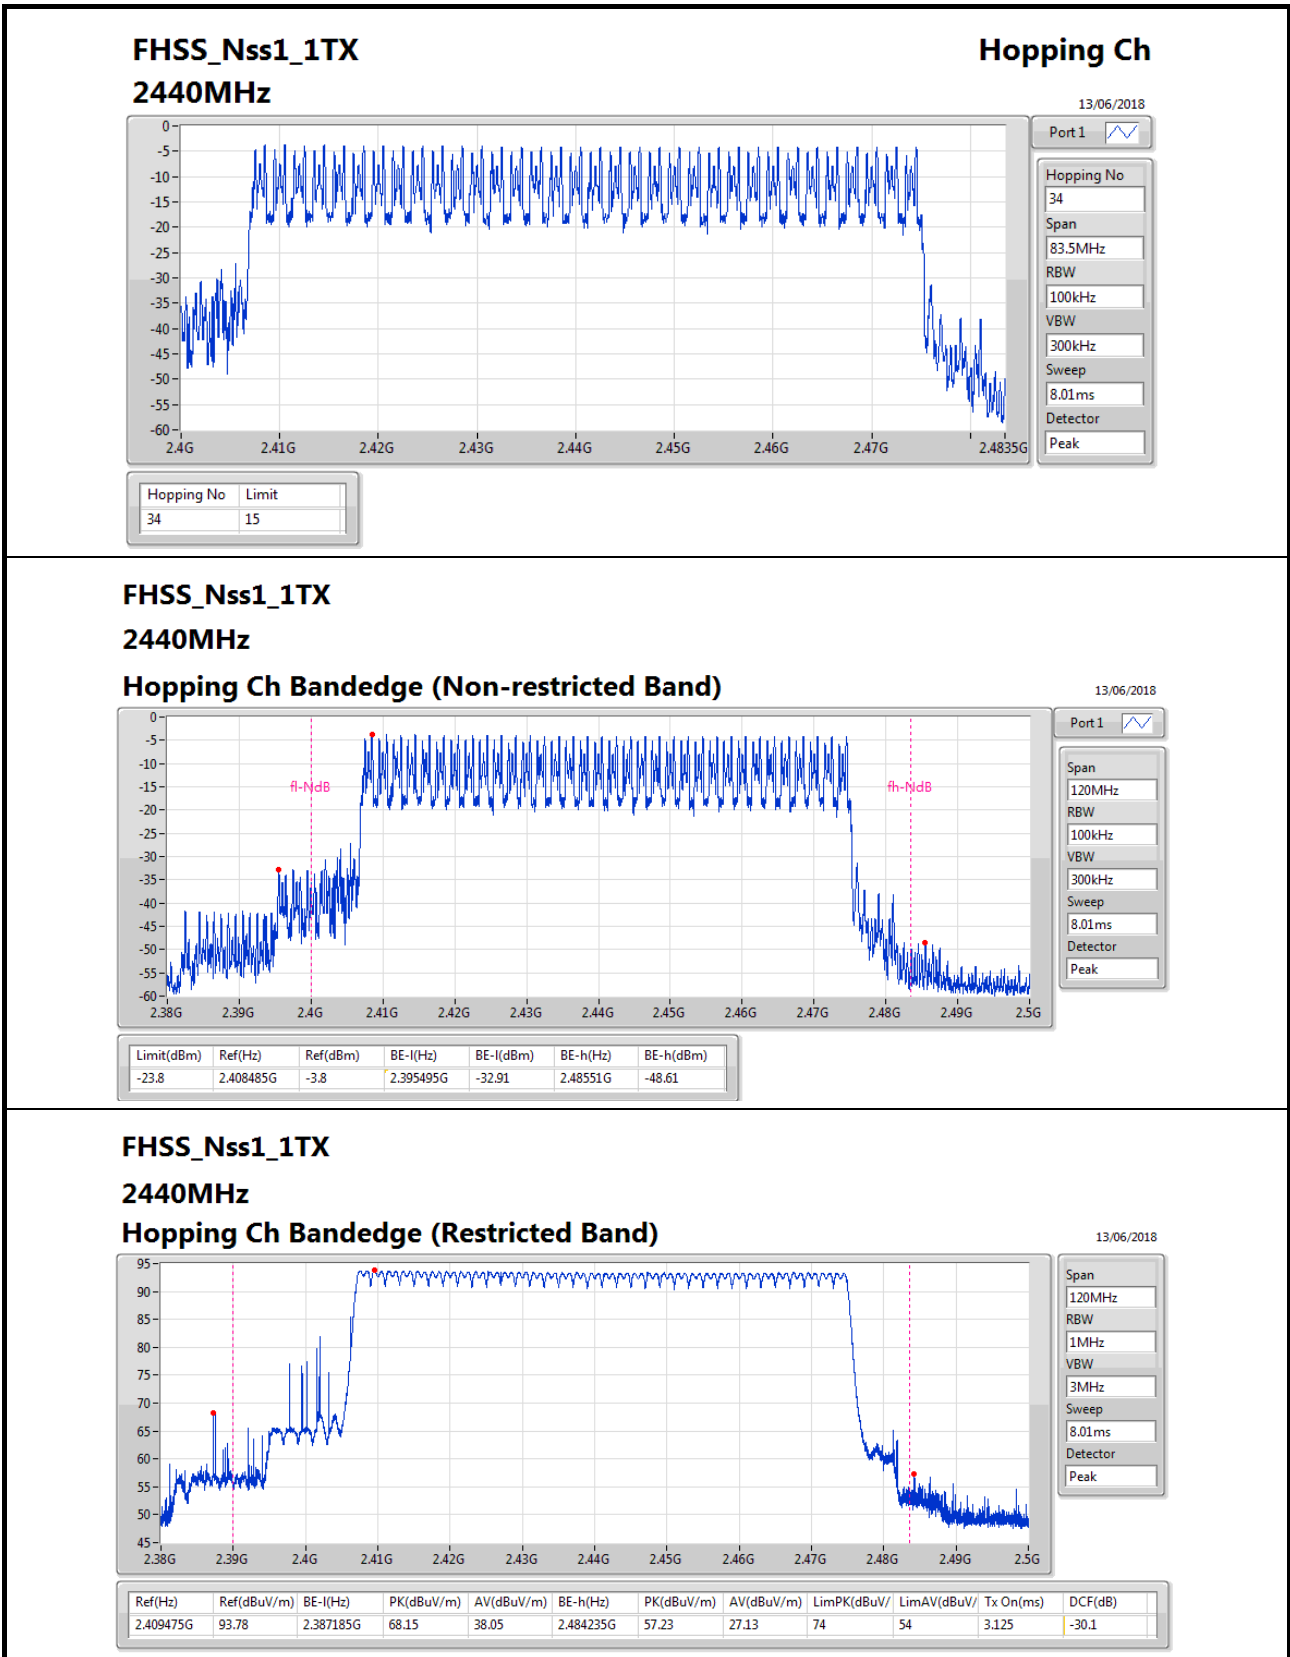 FHSS_Nss1_1TX Hopping Ch
2440MHz
13/06/2018
Port 1
0
-5
-10
-15
-20
-25
-30
-35
-40
-45
-50
-55
-60
2.4G 2.41G 2.42G 2.43G 2.44G 2.45G 2.46G 2.47G 2.4835G
Hopping No
34
Span
83.5MHz
RBW
100kHz
VBW
300kHz
Sweep
8.01ms
Detector
Peak
Hopping No Limit
34 15
FHSS_Nss1_1TX
2440MHz
Hopping Ch Bandedge (Non-restricted Band)
13/06/2018
Port 1
0
-5
-10
-15
-20
-25
-30
-35
-40
-45
-50
-55
-60
fl-NdB fh-NdB
2.38G 2.39G 2.4G 2.41G 2.42G 2.43G 2.44G 2.45G 2.46G 2.47G 2.48G 2.49G 2.5G
Span
120MHz
RBW
100kHz
VBW
300kHz
Sweep
8.01ms
Detector
Peak
Limit(dBm) Ref(Hz) Ref(dBm) BE-l(Hz) BE-l(dBm) BE-h(Hz) BE-h(dBm)
-23.8 2.408485G -3.8 2.395495G -32.91 2.48551G -48.61
FHSS_Nss1_1TX
2440MHz
Hopping Ch Bandedge (Restricted Band)
13/06/2018
95
90
85
80
75
70
65
60
55
50
45
2.38G 2.39G 2.4G 2.41G 2.42G 2.43G 2.44G 2.45G 2.46G 2.47G 2.48G 2.49G 2.5G
Span
120MHz
RBW
1MHz
VBW
3MHz
Sweep
8.01ms
Detector
Peak
Ref(Hz) Ref(dBuV/m) BE-l(Hz) PK(dBuV/m) AV(dBuV/m) BE-h(Hz) PK(dBuV/m) AV(dBuV/m) LimPK(dBuV/ LimAV(dBuV/ Tx On(ms) DCF(dB)
2.409475G 93.78 2.387185G 68.15 38.05 2.484235G 57.23 27.13 74 54 3.125 -30.1